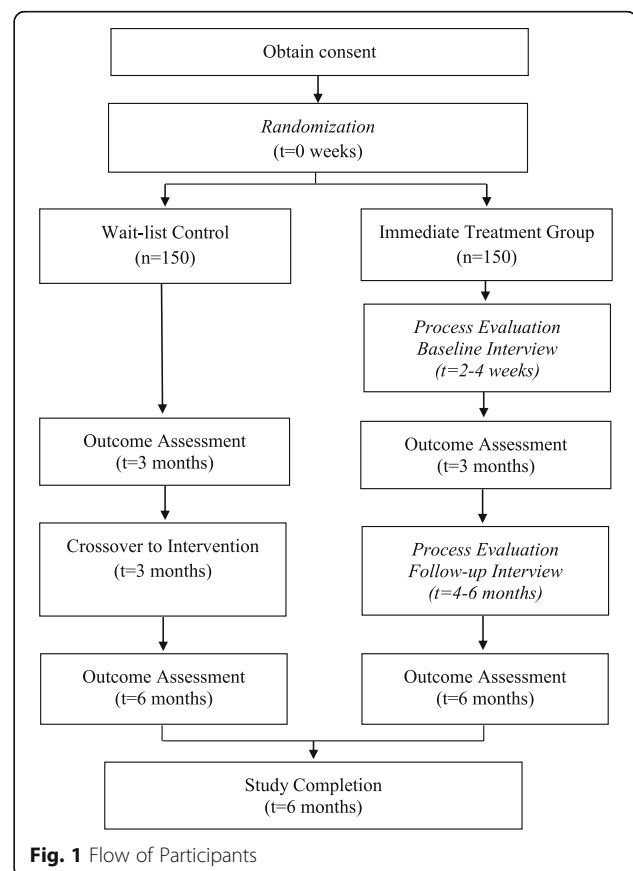 Obtain consent
Randomization
(t=0 weeks)
Wait-list Control
(n=150)
Immediate Treatment Group
(n=150)
Process Evaluation
Baseline Interview
(t=2-4 weeks)
Outcome Assessment
(t=3 months)
Outcome Assessment
(t=3 months)
Crossover to Intervention
(t=3 months)
Process Evaluation
Follow-up Interview
(t=4-6 months)
Outcome Assessment
(t=6 months)
Outcome Assessment
(t=6 months)
Study Completion
(t=6 months)
Fig. 1 Flow of Participants